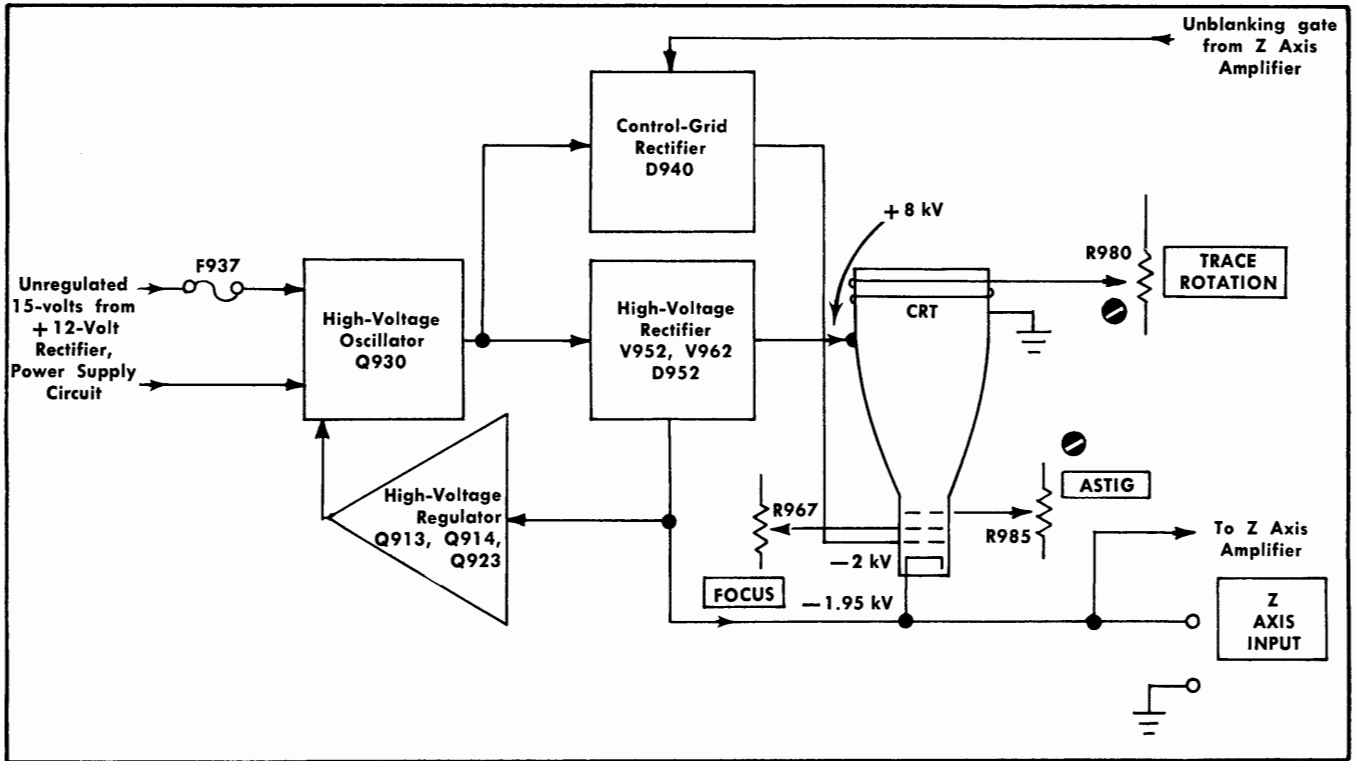 Unblanking gate
from Z Axis
Amplifier
Control-Grid
Rectifier
D940
+ 8 kV
F937
R980
TRACE
ROTATION
Unregulated
15-volts from
+ 12-Volt
Rectifier,
Power Supply
Circuit
High-Voltage
Oscillator
Q930
High-Voltage
Rectifier
V952, V962
D952
CRT
High-Voltage
Regulator
Q913, Q914,
Q923
R967
FOCUS
ASTIG
R985
—2 kV
—1.95 kV
To Z Axis
Amplifier
Z
AXIS
INPUT